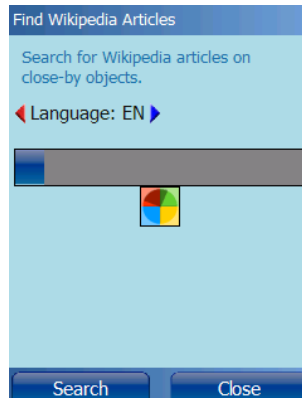 Find Wikipedia Articles
Search for Wikipedia articles on
close-by objects.
Language: EN
Search
Close